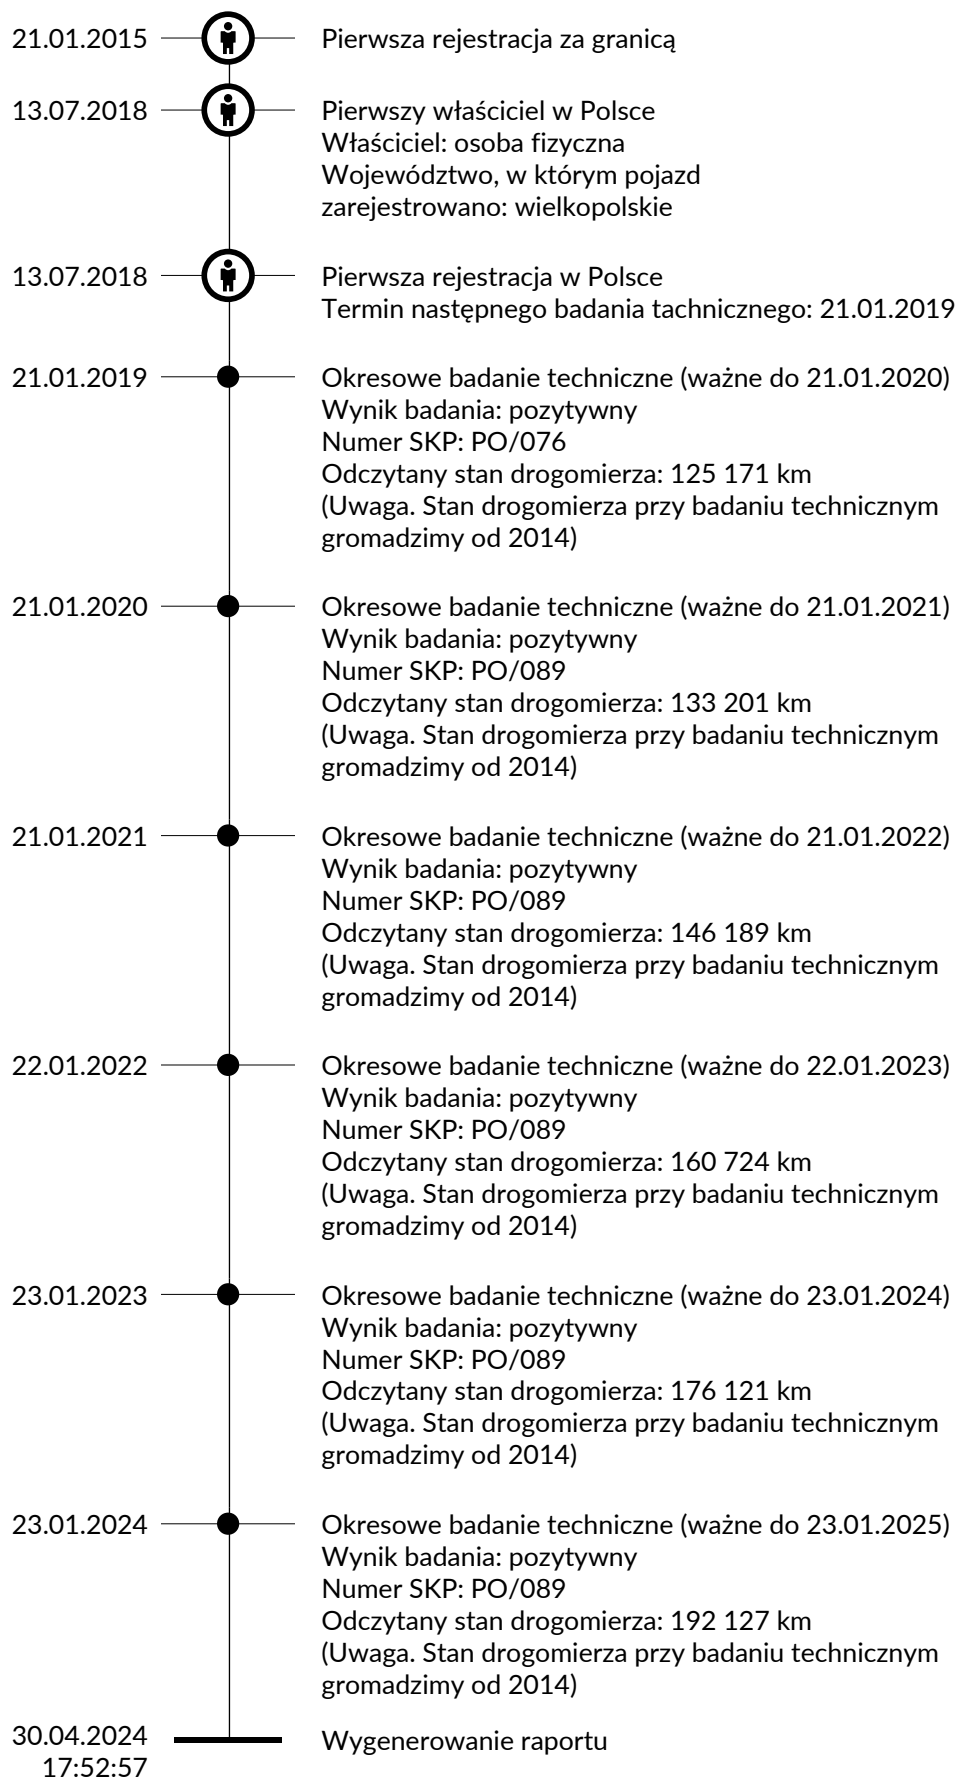 21.01.2015 Pierwsza rejestracja za granicą
13.07.2018 Pierwszy właściciel w Polsce
Właściciel: osoba fizyczna
Województwo, w którym pojazd
zarejestrowano: wielkopolskie
13.07.2018 Pierwsza rejestracja w Polsce
Termin następnego badania tachnicznego: 21.01.2019
21.01.2019 Okresowe badanie techniczne (ważne do 21.01.2020)
Wynik badania: pozytywny
Numer SKP: PO/076
Odczytany stan drogomierza: 125 171 km
(Uwaga. Stan drogomierza przy badaniu technicznym
gromadzimy od 2014)
21.01.2020 Okresowe badanie techniczne (ważne do 21.01.2021)
Wynik badania: pozytywny
Numer SKP: PO/089
Odczytany stan drogomierza: 133 201 km
(Uwaga. Stan drogomierza przy badaniu technicznym
gromadzimy od 2014)
21.01.2021 Okresowe badanie techniczne (ważne do 21.01.2022)
Wynik badania: pozytywny
Numer SKP: PO/089
Odczytany stan drogomierza: 146 189 km
(Uwaga. Stan drogomierza przy badaniu technicznym
gromadzimy od 2014)
22.01.2022 Okresowe badanie techniczne (ważne do 22.01.2023)
Wynik badania: pozytywny
Numer SKP: PO/089
Odczytany stan drogomierza: 160 724 km
(Uwaga. Stan drogomierza przy badaniu technicznym
gromadzimy od 2014)
23.01.2023 Okresowe badanie techniczne (ważne do 23.01.2024)
Wynik badania: pozytywny
Numer SKP: PO/089
Odczytany stan drogomierza: 176 121 km
(Uwaga. Stan drogomierza przy badaniu technicznym
gromadzimy od 2014)
23.01.2024 Okresowe badanie techniczne (ważne do 23.01.2025)
Wynik badania: pozytywny
Numer SKP: PO/089
Odczytany stan drogomierza: 192 127 km
(Uwaga. Stan drogomierza przy badaniu technicznym
gromadzimy od 2014)
30.04.2024 Wygenerowanie raportu
17:52:57